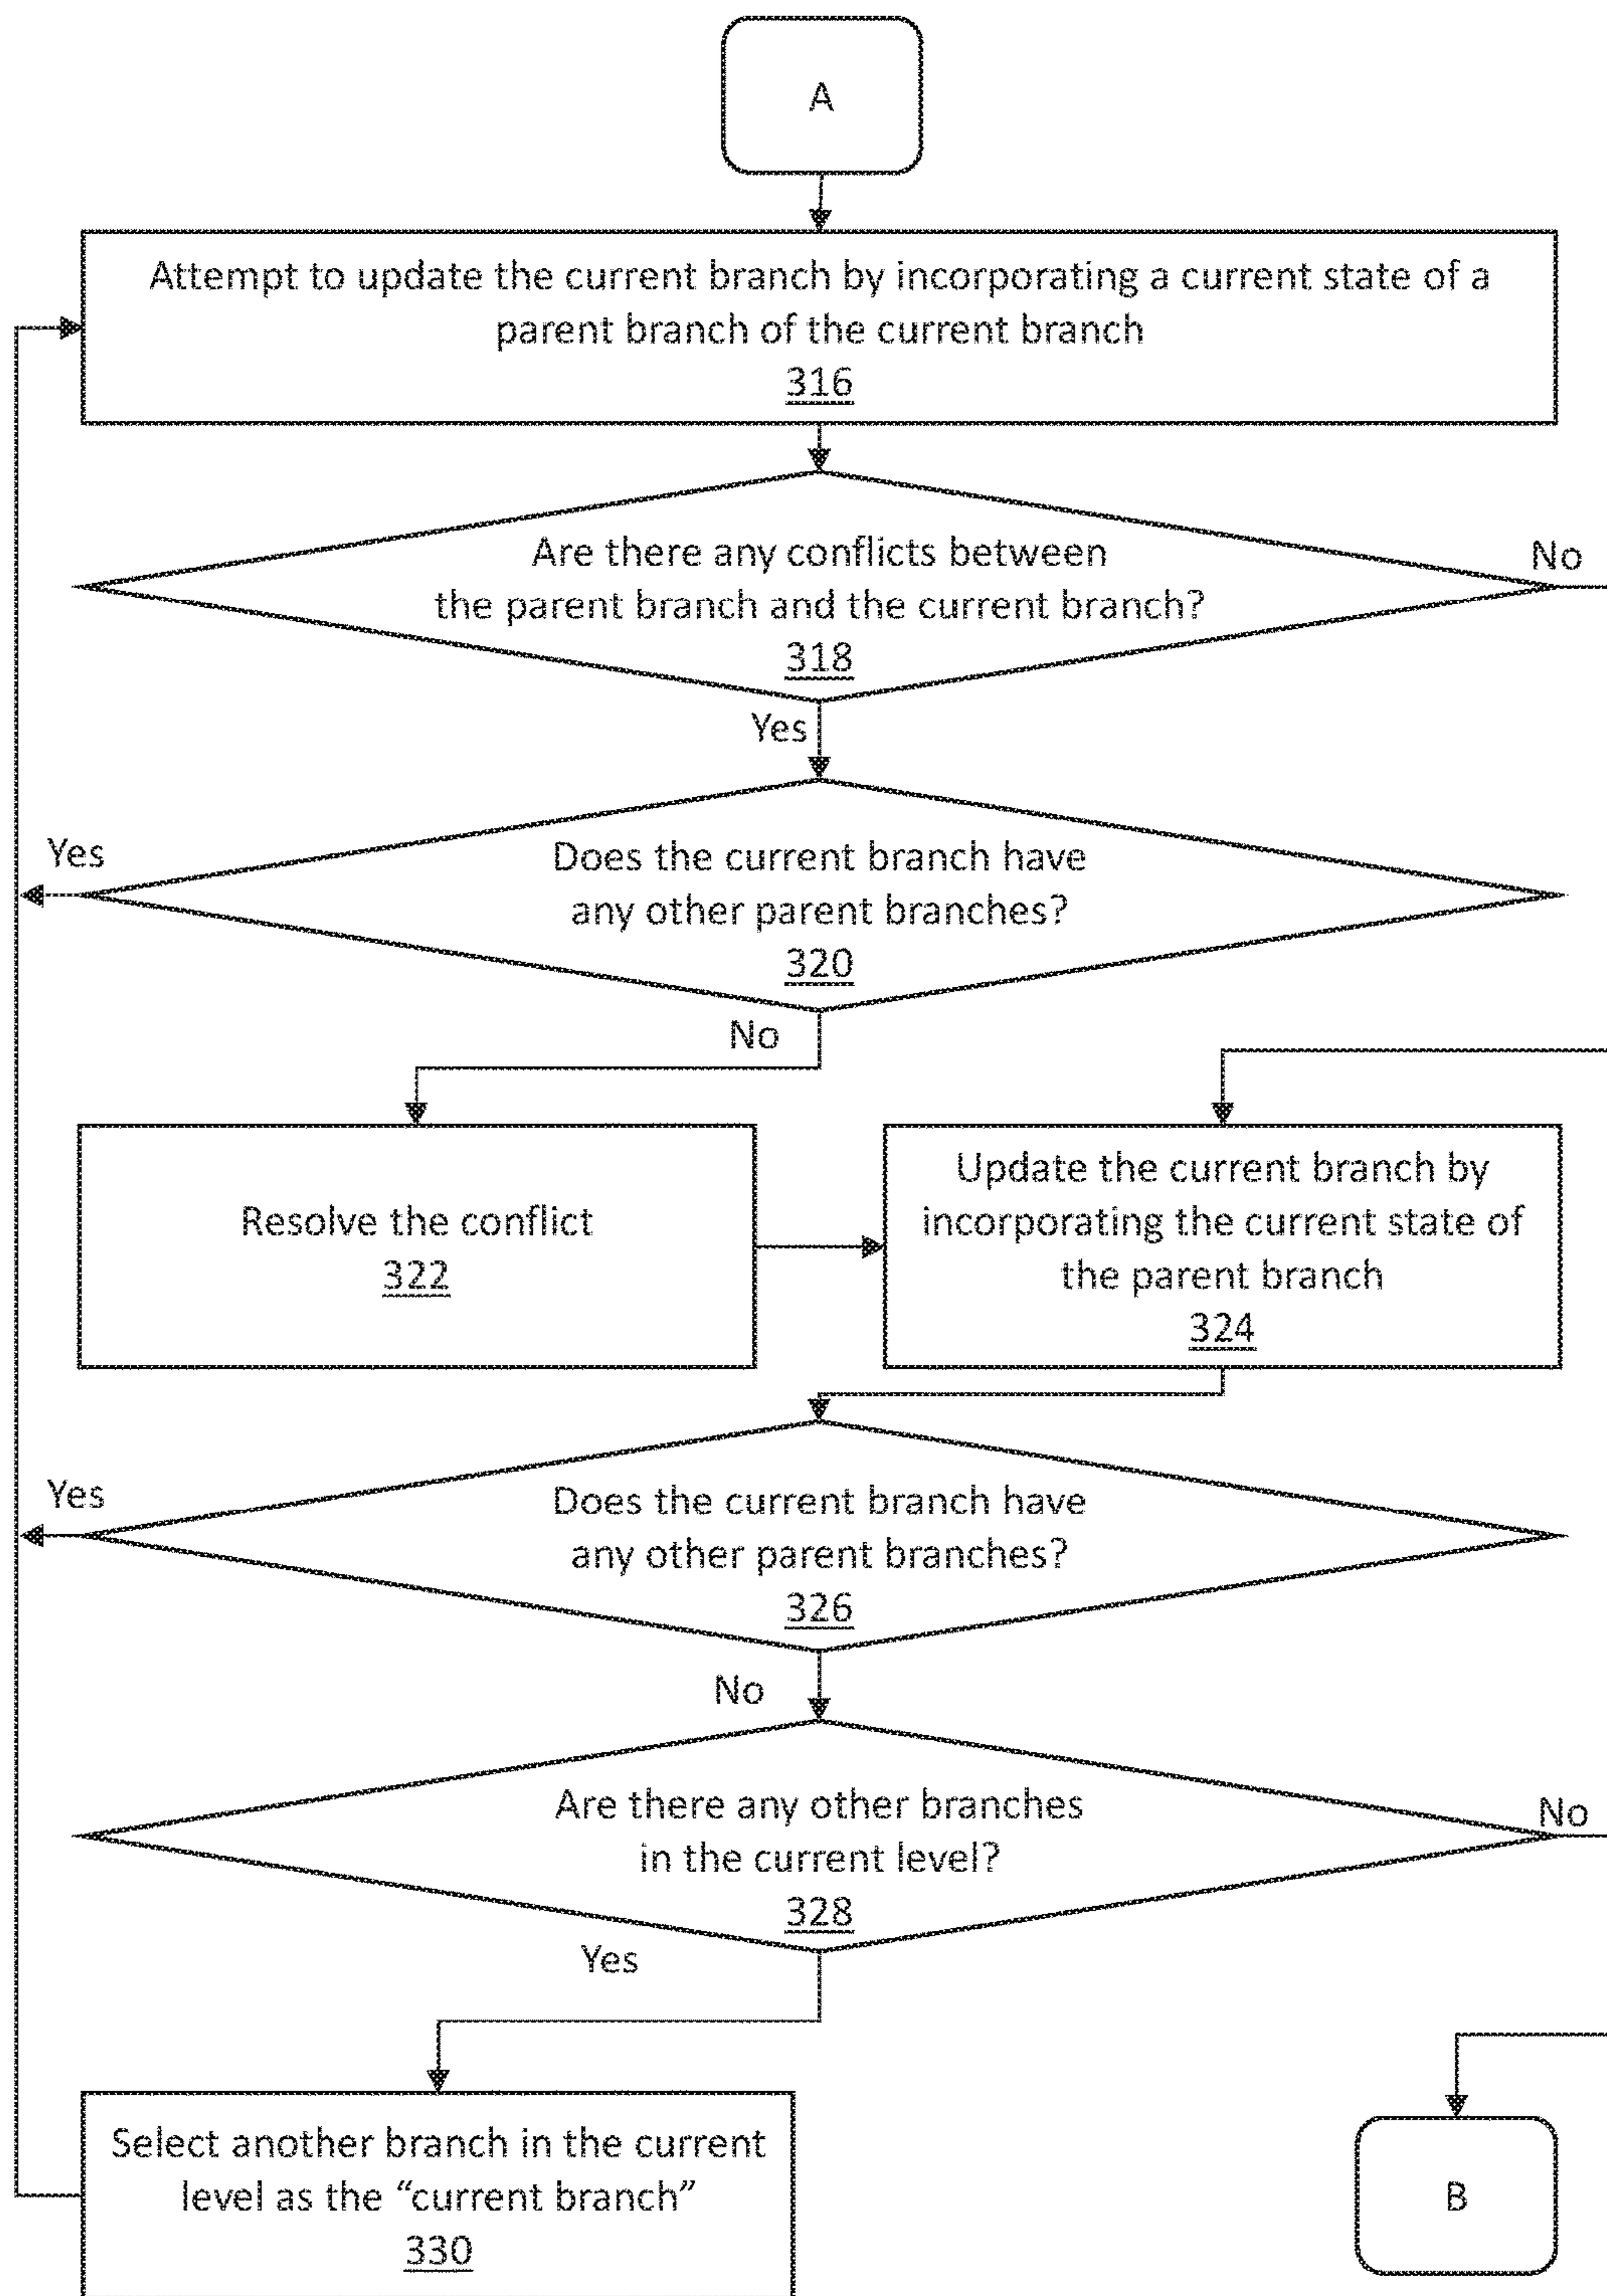 A
Attempt to update the current branch by incorporating a current state of a
parent branch of the current branch
316
Are there any conflicts between
the parent branch and the current branch?
318
No
Yes
Does the current branch have
any other parent branches?
320
Yes
No
Resolve the conflict
322
Update the current branch by
incorporating the current state of
the parent branch
324
Does the current branch have
any other parent branches?
326
Yes
No
Are there any other branches
in the current level?
328
No
Yes
Select another branch in the current
level as the “current branch”
330
B